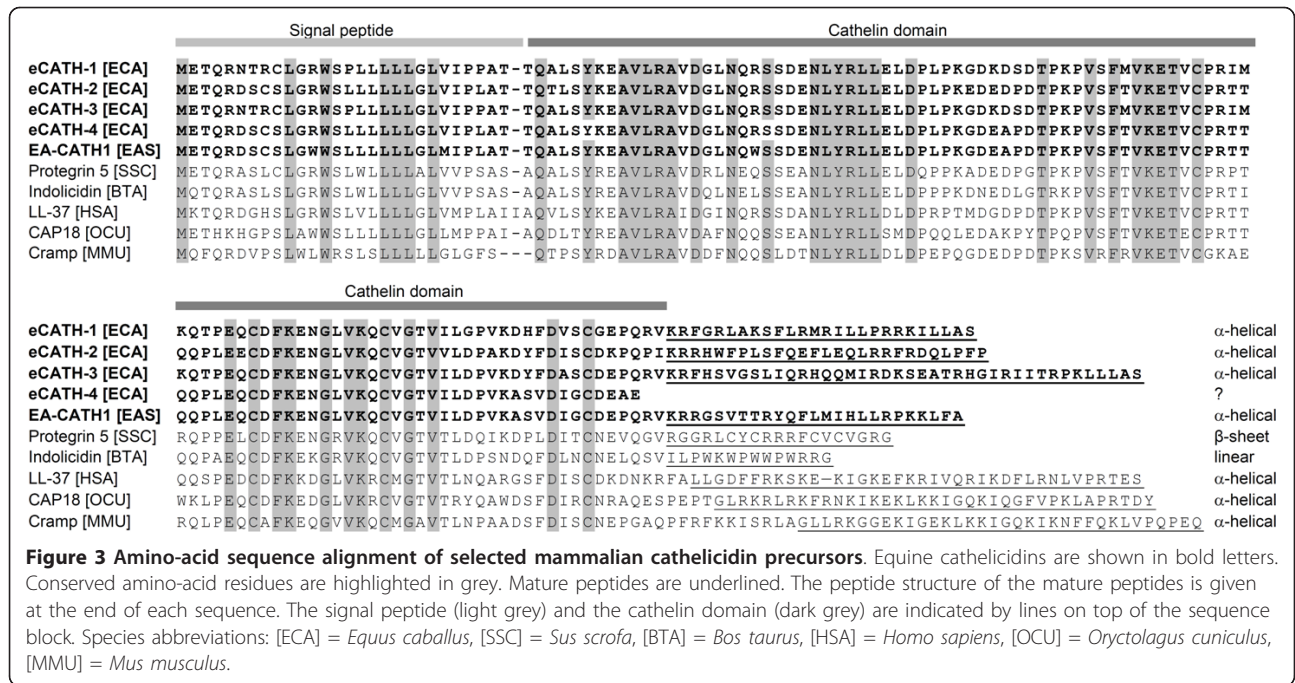 Signal peptide Cathelin domain
eCATH-1 [ECA] METQRNTRCLGRWSPLLLLLGLVIPPAT-TQALSYKEAVLRAVDGLNQRSSDENLYRLLELDPLPKGDKDSDTPKPVSFMVKETVCPRIM
eCATH-2 [ECA] METQRDSCSLGRWSLLLLLLGLVIPLAT-TQTLSYKEAVLRAVDGLNQRSSDENLYRLLELDPLPKEDEDPDTPKPVSFTVKETVCPRTT
eCATH-3 [ECA] METQRNTRCLGRWSPLLLLLGLVIPPAT-TQALSYKEAVLRAVDGLNQRSSDENLYRLLELDPLPKGDKDSDTPKPVSFMVKETVCPRIM
eCATH-4 [ECA] METQRDSCSLGRWSLLLLLLGLVIPLAT-TQALSYKEAVLRAVDGLNQRSSDENLYRLLELDPLPKGDEAPDTPKPVSFTVKETVCPRTT
EA-CATH1 [EAS] METQRDSCSLGWWSLLLLLLGLMIPLAT-TQALSYKEAVLRAVDGLNQWSSDENLYRLLELDPLPKGDEAPDTPKPVSFTVKETVCPRTT
Protegrin 5 [SSC] METQRASLCLGRWSLWLLLLALVVPSAS-AQALSYREAVLRAVDRLNEQSSEANLYRLLELDQPPKADEDPGTPKPVSFTVKETVCPRPT
Indolicidin [BTA] MQTQRASLSLGRWSLWLLLLGLVVPSAS-AQALSYREAVLRAVDQLNELSSEANLYRLLELDPPPKDNEDLGTRKPVSFTVKETVCPRTI
LL-37 [HSA] MKTQRDGHSLGRWSLVLLLLGLVMPLAIIAQVLSYKEAVLRAIDGINQRSSDANLYRLLDLDPRPTMDGDPDTPKPVSFTVKETVCPRTT
CAP18 [OCU] METHKHGPSLAWWSLLLLLLGLLMPPAI-AQDLTYREAVLRAVDAFNQQSSEANLYRLLSMDPQQLEDAKPYTPQPVSFTVKETECPRTT
Cramp [MMU] MQFQRDVPSLWLWRSLSLLLLLGLGFS---QTPSYRDAVLRAVDDFNQQSLDTNLYRLLDLDPEPQGDEDPDTPKSVRFRVKETVCGKAE
Cathelin domain
eCATH-1 [ECA] KQTPEQCDFKENGLVKQCVGTVILGPVKDHFDVSCGEPQRVKRFGRLAKSFLRMRILLPRRKILLAS α-helical
eCATH-2 [ECA] QQPLEECDFKENGLVKQCVGTVVLDPAKDYFDISCDKPQPIKRRHWFPLSFQEFLEQLRRFRDQLPFP α-helical
eCATH-3 [ECA] KQTPEQCDFKENGLVKQCVGTVILDPVKDYFDASCDEPQRVKRFHSVGSLIQRHQQMIRDKSEATRHGIRIITRPKLLLAS α-helical
eCATH-4 [ECA] QQPLEQCDFKENGLVKQCVGTVILDPVKASVDIGCDEAE ?
EA-CATH1 [EAS] QQPLEQCDFKENGLVKQCVGTVILDPVKASVDIGCDEPQRVKRRGSVTTRYQFLMIHLLRPKKLFA α-helical
Protegrin 5 [SSC] RQPPELCDFKENGRVKQCVGTVTLDQIKDPLDITCNEVQGVRGGRLCYCRRRFCVCVGRG β-sheet
Indolicidin [BTA] QQPAEQCDFKEKGLVKQCVGTVTLDPSNDQFDLNCNELQSVILPWKWPWWPWRRG linear
LL-37 [HSA] QQSPEDCDFKKDGLVKRCMGTVTLNQARGSFDISCDKDNKRFALLGDFFRKSKE–KIGKEFKRIVQRIKDFLRNLVPRTES α-helical
CAP18 [OCU] WKLPEQCDFKEDGLVKRCVGTVTRYQAWDSFDIRCNRAQESPEPTGLRKRLRKFRNKIKEKLKKIGQKIQGFVPKLAPRTDY α-helical
Cramp [MMU] RQLPEQCAFKEQGVVKQCMGAVTLNPAADSFDISCNEPGAQPFRFKKISRLAGLLRKGGEKIGEKLKKIGQKIKNFFQKLVPQPEQ α-helical
Figure 3 Amino-acid sequence alignment of selected mammalian cathelicidin precursors. Equine cathelicidins are shown in bold letters.
Conserved amino-acid residues are highlighted in grey. Mature peptides are underlined. The peptide structure of the mature peptides is given
at the end of each sequence. The signal peptide (light grey) and the cathelin domain (dark grey) are indicated by lines on top of the sequence
block. Species abbreviations: [ECA] = Equus caballus, [SSC] = Sus scrofa, [BTA] = Bos taurus, [HSA] = Homo sapiens, [OCU] = Oryctolagus cuniculus,
[MMU] = Mus musculus.